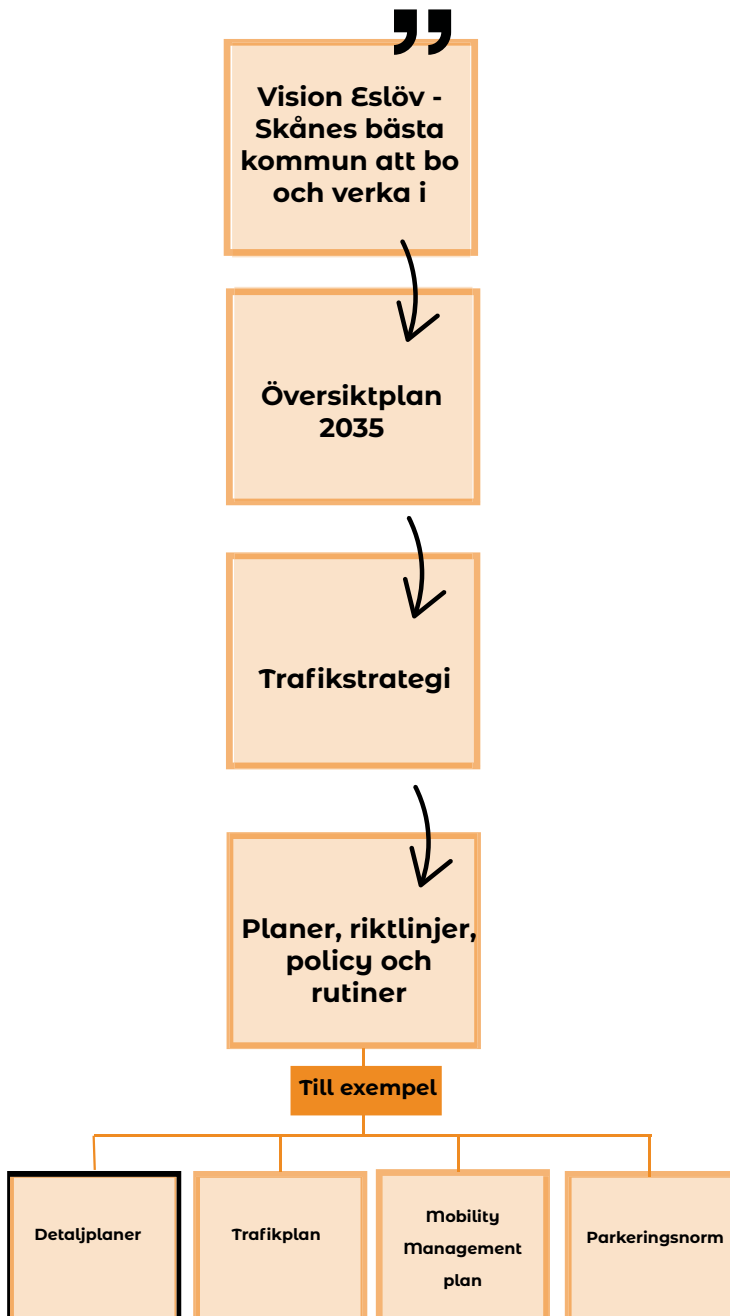 ”
Vision Eslöv -
Skånes bästa
kommun att bo
och verka i
Översiktplan
2035
Trafikstrategi
Planer, riktlinjer,
policy och
rutiner
Till exempel
Detaljplaner
Trafikplan
Mobility
Management
plan
Parkeringsnorm